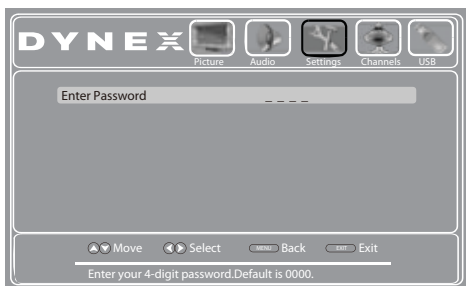 DYNEX
Picture Audio Settings Channels USB
Enter Password _ _ _ _
Move Select MENU Back EXIT Exit
Enter your 4-digit password.Default is 0000.